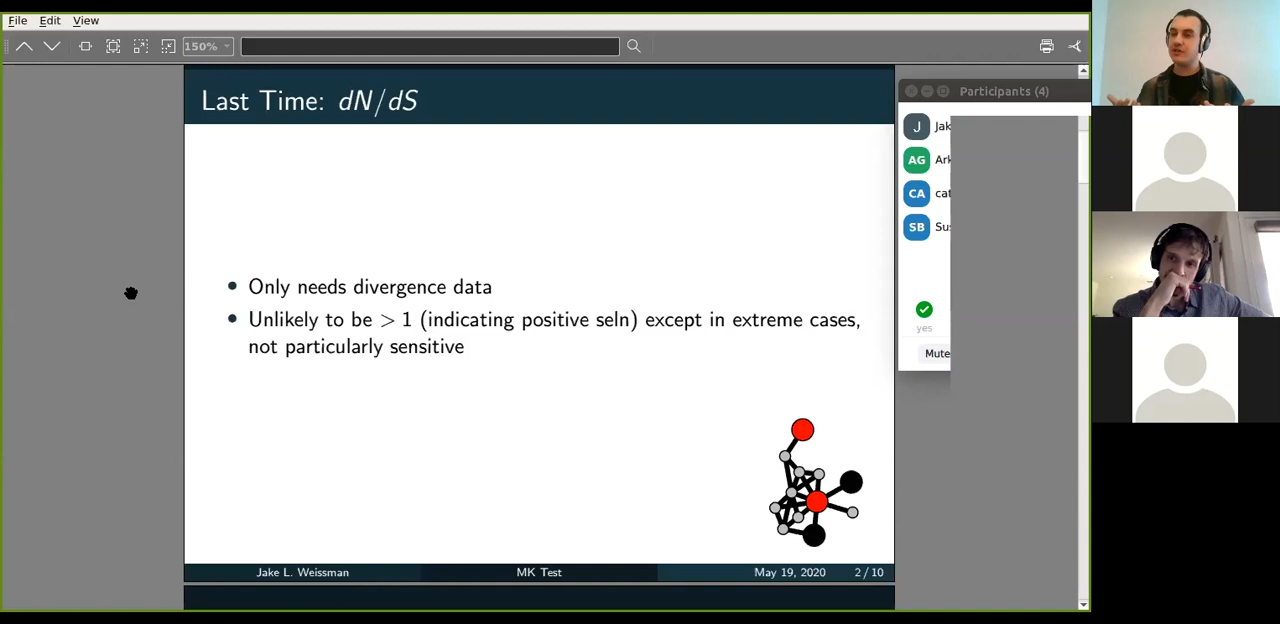 File Edit View
150%
Last Time: dN/dS
Participants (4)
J Jak
AG Ark
CA cat
SB Sus
• Only needs divergence data
• Unlikely to be > 1 (indicating positive seln) except in extreme cases,
not particularly sensitive
yes
Mute
Jake L. Weissman MK Test May 19, 2020 2/10